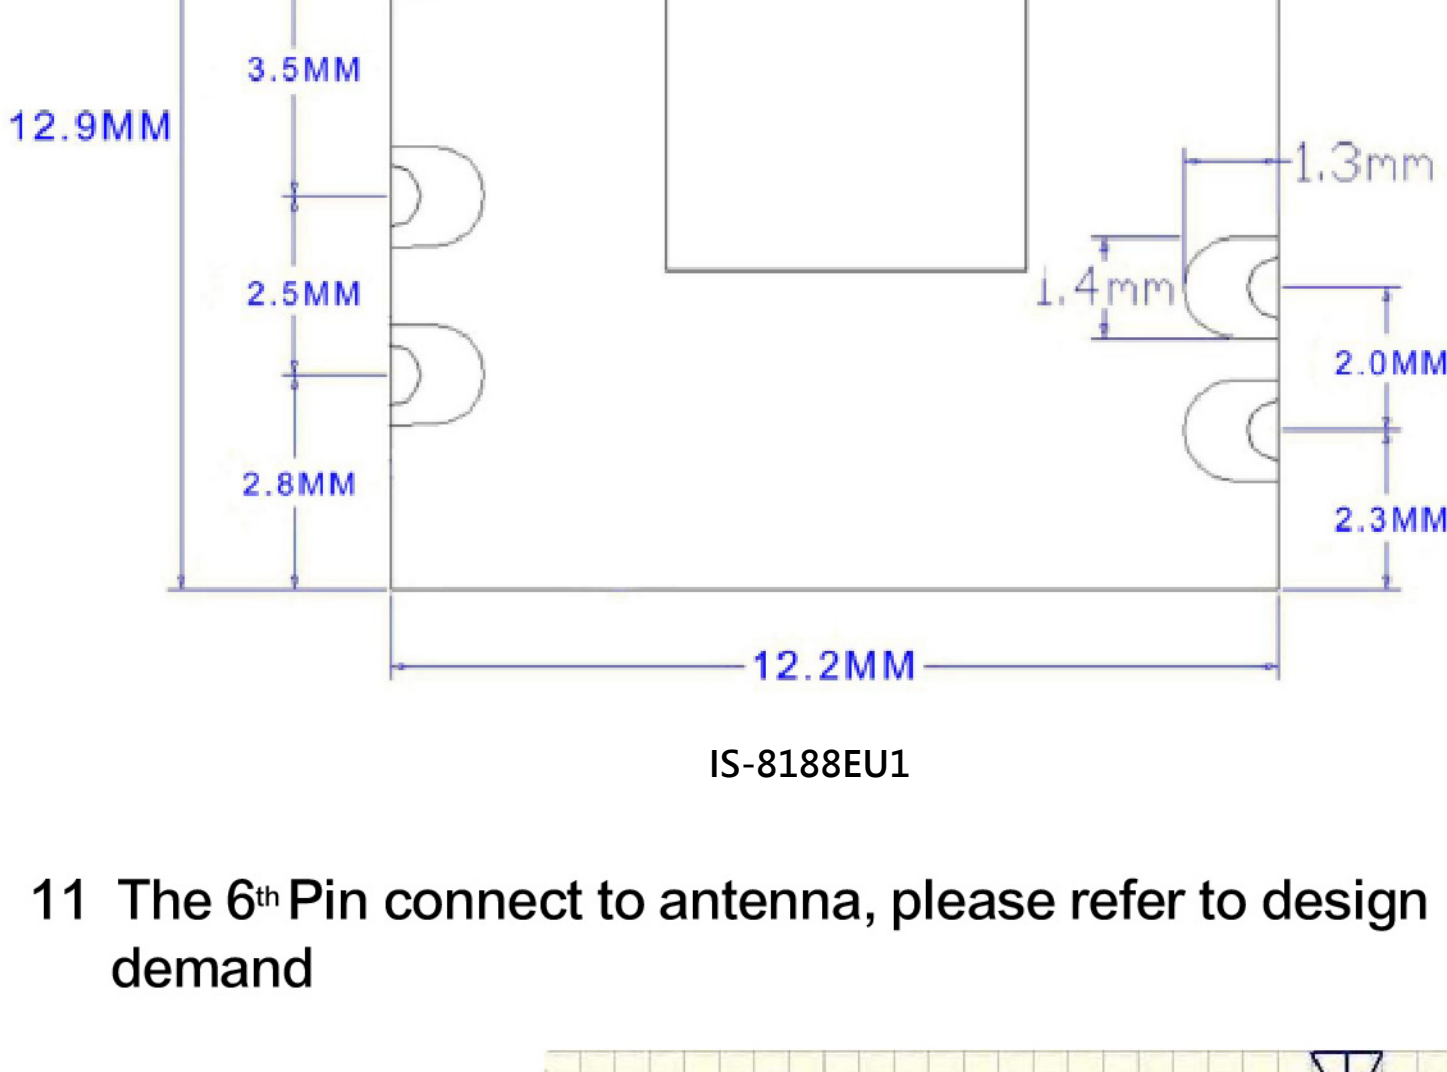 3.5MM
12.9MM
1.3mm
2.5MM
1.4mm
2.0MM
2.8MM
2.3MM
12.2MM
IS-8188EU1
11 The 6th Pin connect to antenna, please refer to design
demand